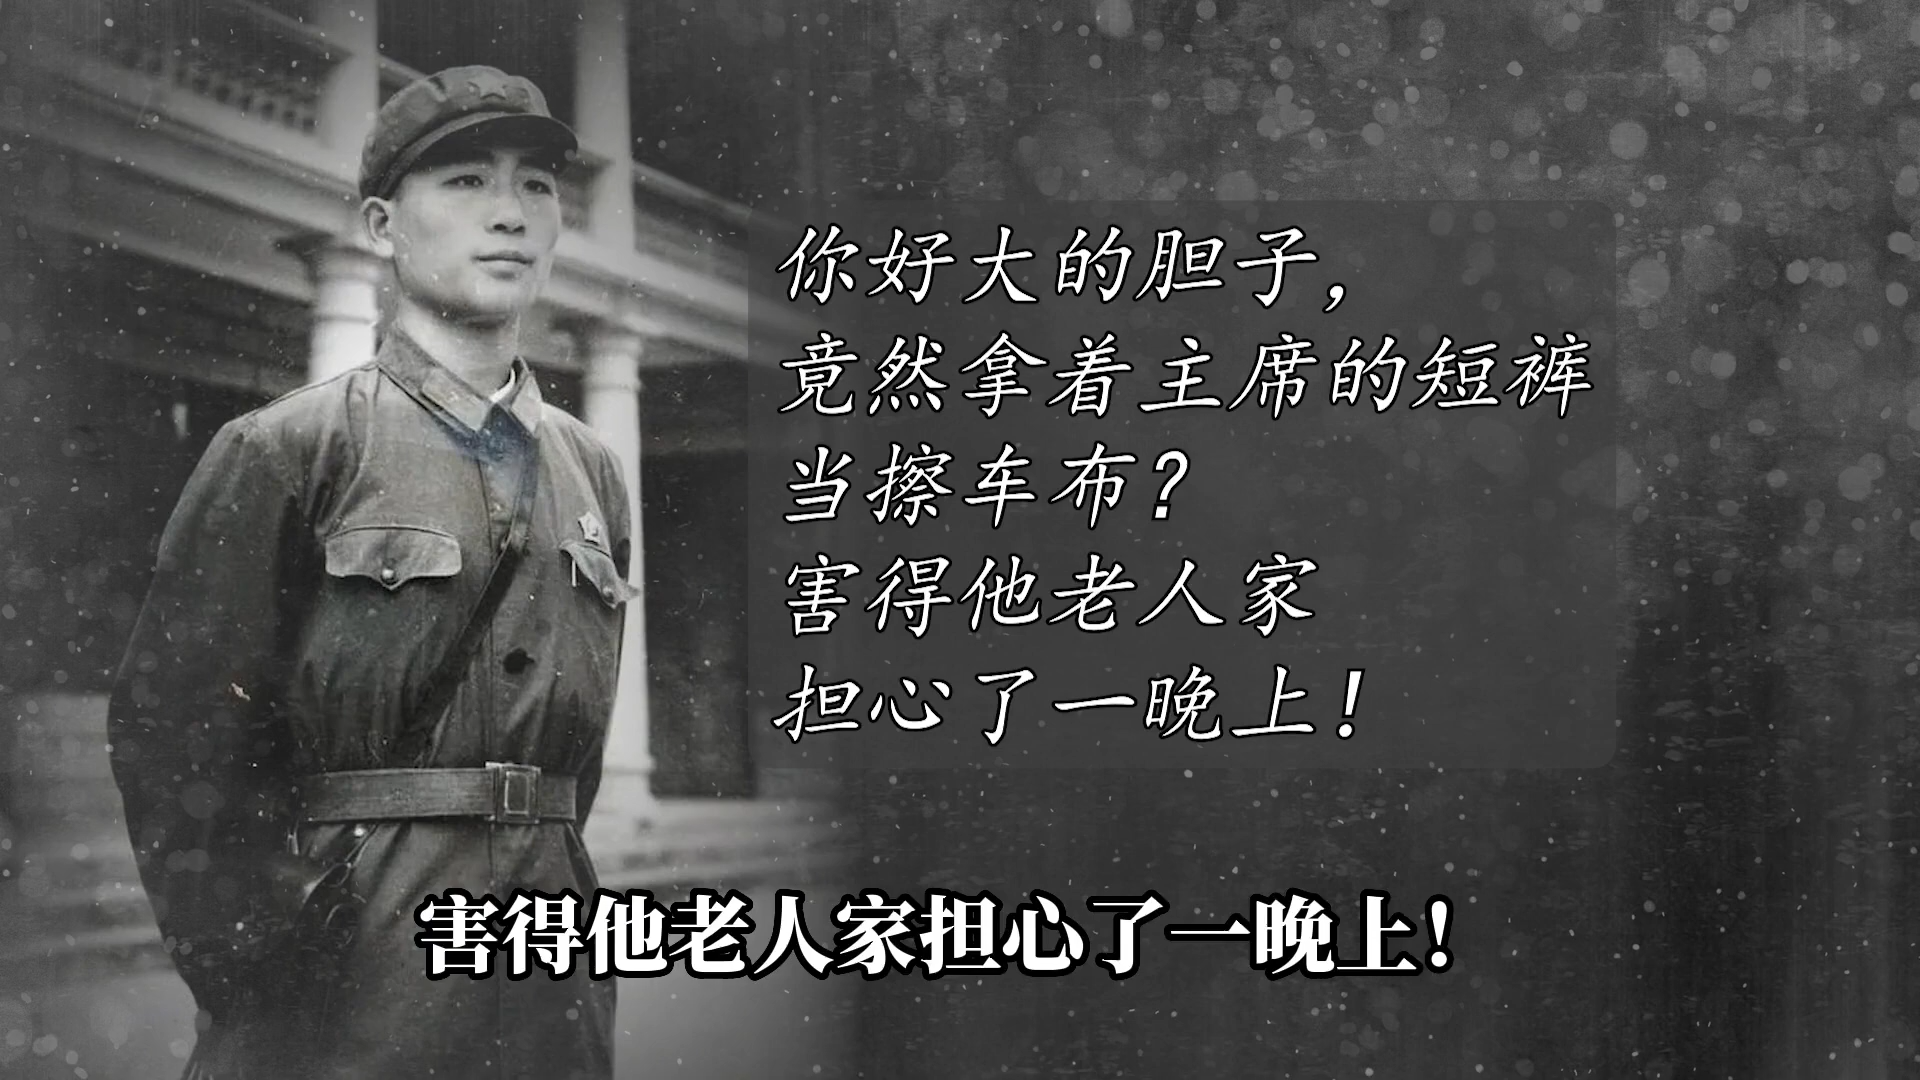 你好大的胆子，
竟然拿着主席的短裤
当擦车布？
害得他老人家
担心了一晚上！
害得他老人家担心了一晚上！